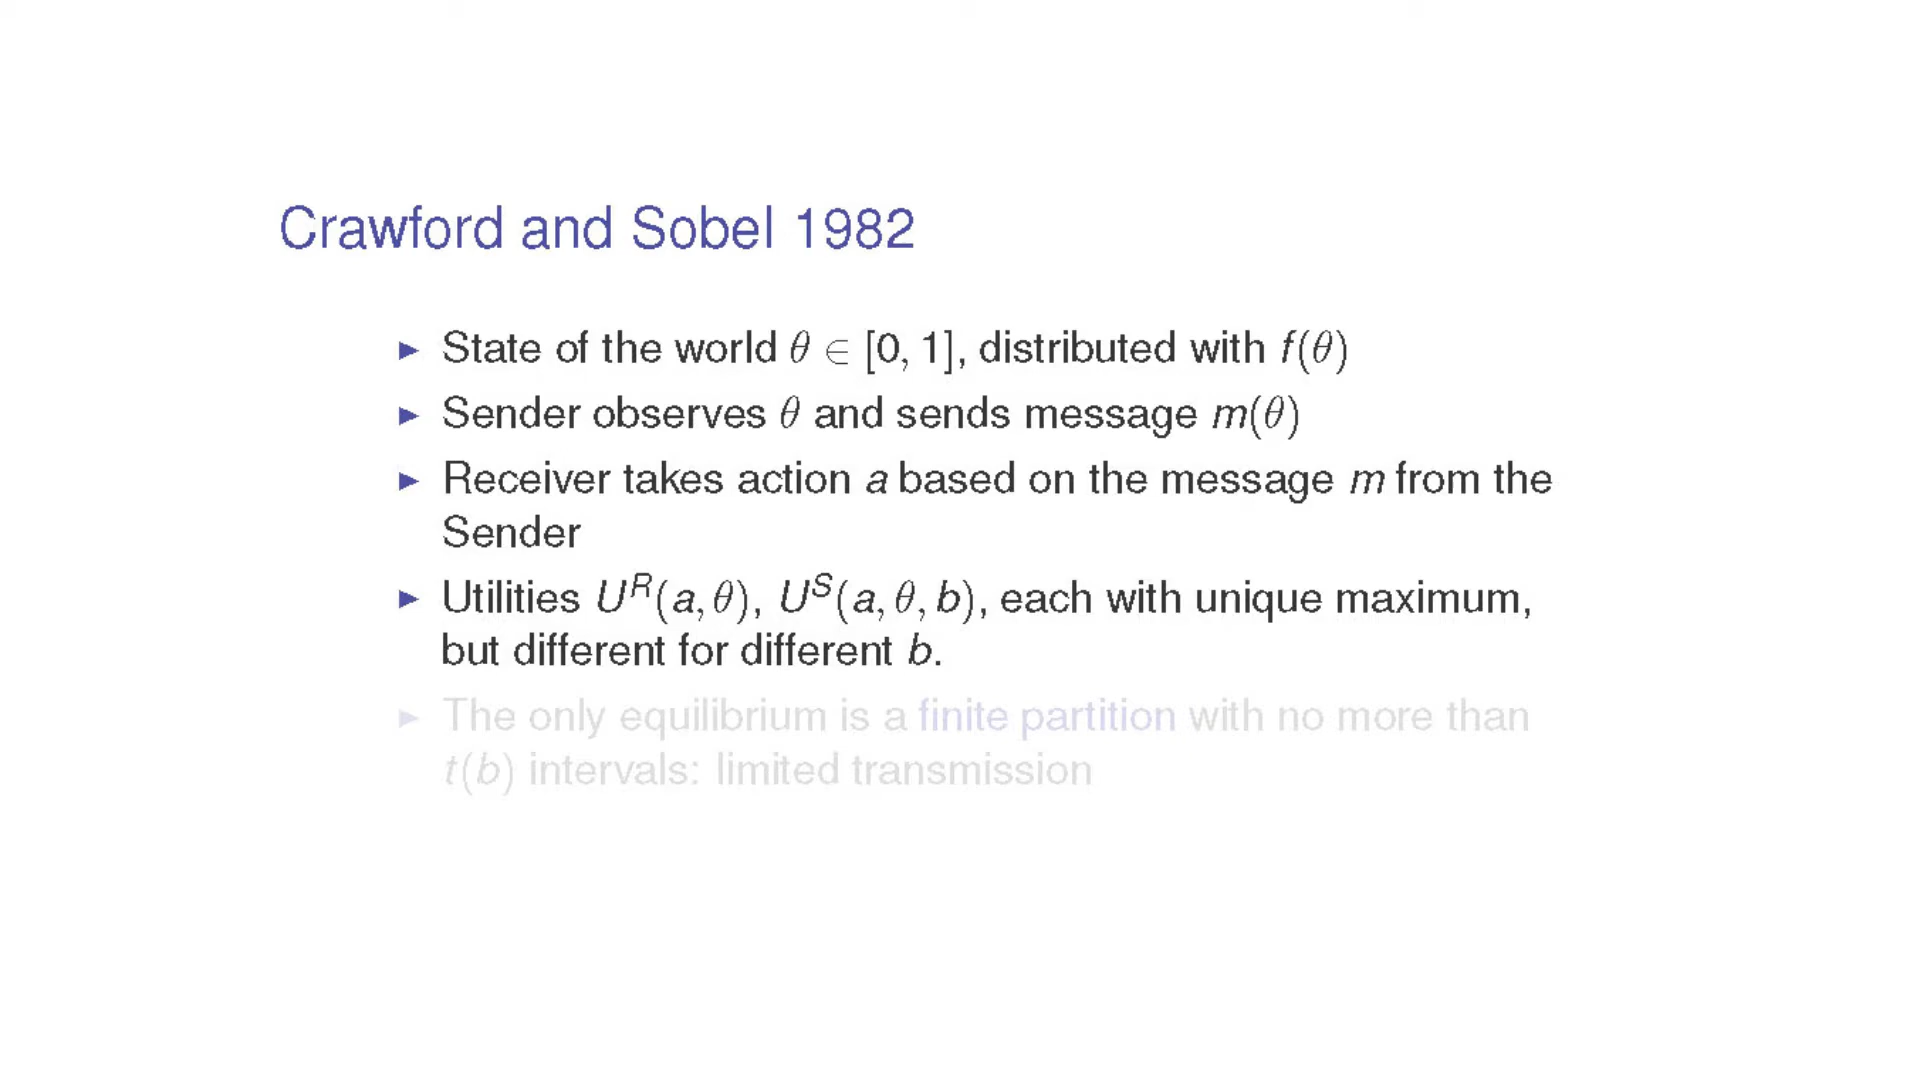 Crawford and Sobel 1982
▶ State of the world θ ∈ [0, 1], distributed with f(θ)
▶ Sender observes θ and sends message m(θ)
▶ Receiver takes action a based on the message m from the
Sender
▶ Utilities U^R(a, θ), U^S(a, θ, b), each with unique maximum,
but different for different b.
▶ The only equilibrium is a finite partition with no more than
t(b) intervals: limited transmission